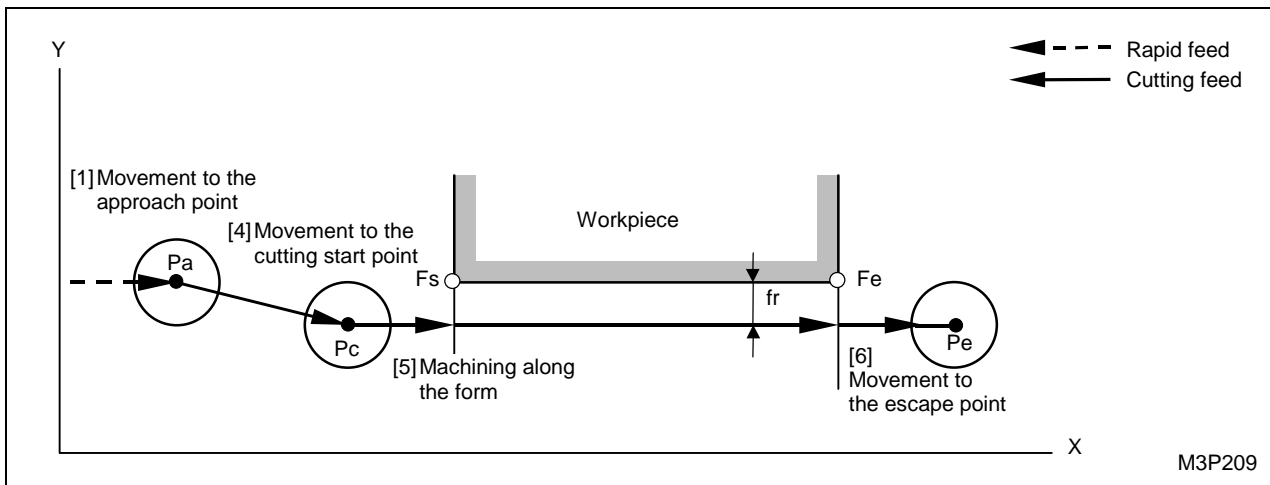 Y
Rapid feed
Cutting feed
[1] Movement to the
approach point
[4] Movement to the
cutting start point
Workpiece
Pa
Fs
Fe
fr
Pc
Pe
[5] Machining along
the form
[6]
Movement to
the escape point
X
M3P209